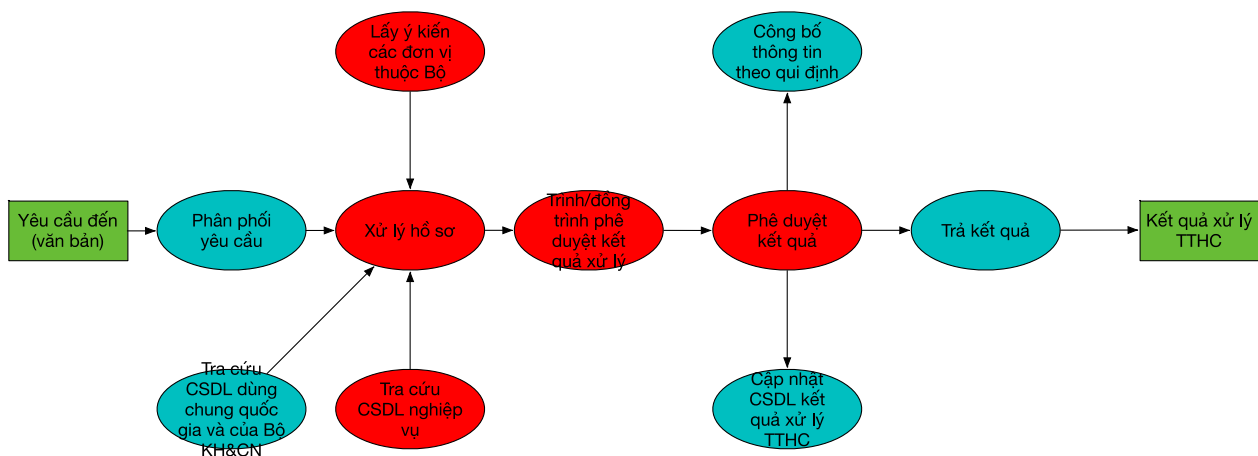 Lấy ý kiến
các đơn vị
thuộc Bộ
Công bố
thông tin
theo qui định
Yêu cầu đến
(văn bản)
Phân phối
yêu cầu
Xử lý hồ sơ
Trình/đồng
trình phê
duyệt kết
quả xử lý
Phê duyệt
kết quả
Trả kết quả
Kết quả xử lý
TTHC
Tra cứu
CSDL dùng
chung quốc
gia và của Bộ
KH&CN
Tra cứu
CSDL nghiệp
vụ
Cập nhật
CSDL kết
quả xử lý
TTHC